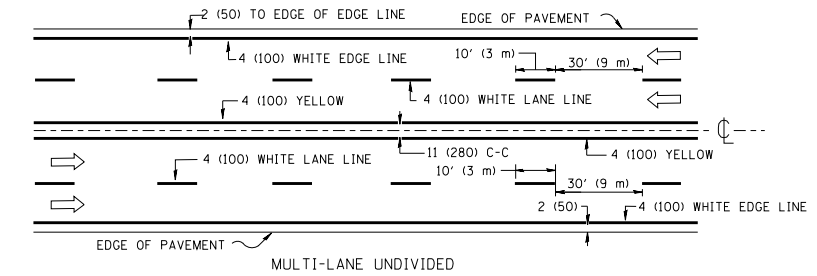 2 (50) TO EDGE OF EDGE LINE
EDGE OF PAVEMENT
4 (100) WHITE EDGE LINE
10' (3 m)
30' (9 m)
4 (100) YELLOW
4 (100) WHITE LANE LINE
℄
4 (100) WHITE LANE LINE
11 (280) C-C
4 (100) YELLOW
10' (3 m)
30' (9 m)
2 (50)
4 (100) WHITE EDGE LINE
EDGE OF PAVEMENT
MULTI-LANE UNDIVIDED